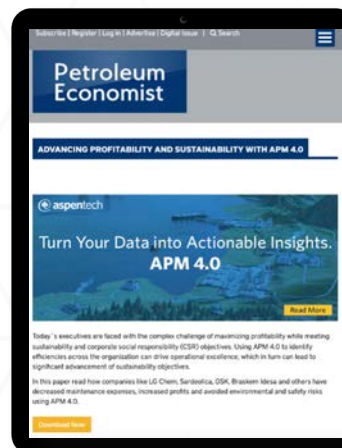 Subscribe | Register | Log in | Advertise | Digital Issue | Search
Petroleum
Economist
ADVANCING PROFITABILITY AND SUSTAINABILITY WITH APM 4.0
aspentech
Turn Your Data into Actionable Insights.
APM 4.0
Read More
Today's executives are faced with the complex challenge of maximizing profitability while meeting
sustainability and corporate social responsibility (CSR) objectives. Using APM 4.0 to identify
efficiencies across the organization can drive operational excellence, which in turn can lead to
significant advancement of sustainability objectives.
In this paper read how companies like LG Chem, Sardeolica, GSK, Braskem Idesa and others have
decreased maintenance expenses, increased profits and avoided environmental and safety risks
using APM 4.0.
Download Now